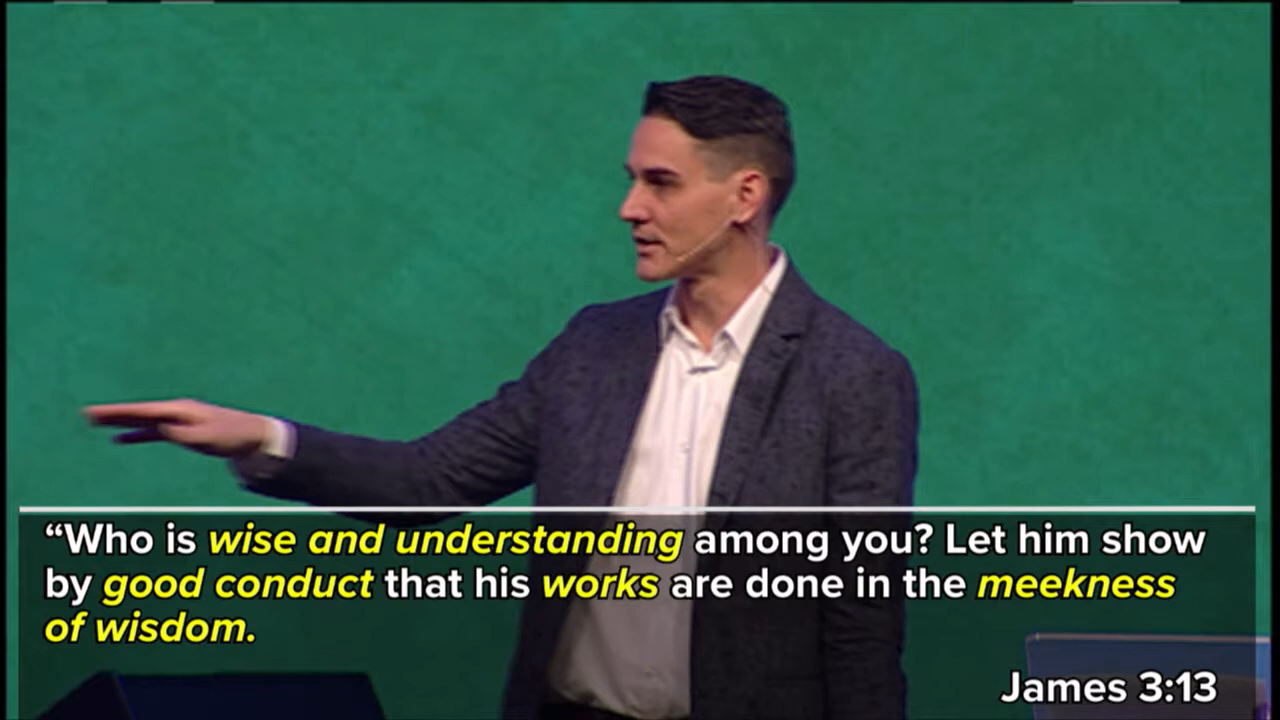 “Who is wise and understanding among you? Let him show
by good conduct that his works are done in the meekness
of wisdom.
James 3:13